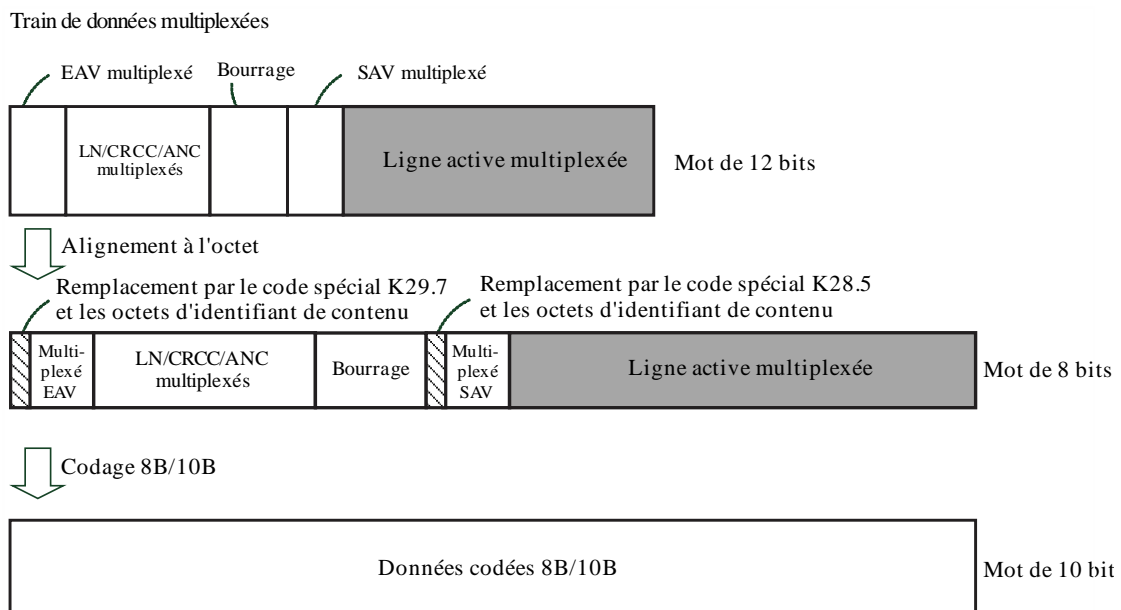 Train de données multiplexées
EAV multiplexé
Bourrage
SAV multiplexé
LN/CRCC/ANC
multiplexés
Ligne active multiplexée
Mot de 12 bits
Alignement à l'octet
Remplacement par le code spécial K29.7
et les octets d'identifiant de contenu
Remplacement par le code spécial K28.5
et les octets d'identifiant de contenu
Multi-
plexé
EAV
LN/CRCC/ANC
multiplexés
Bourrage
Multi-
plexé
SAV
Ligne active multiplexée
Mot de 8 bits
Codage 8B/10B
Données codées 8B/10B
Mot de 10 bit